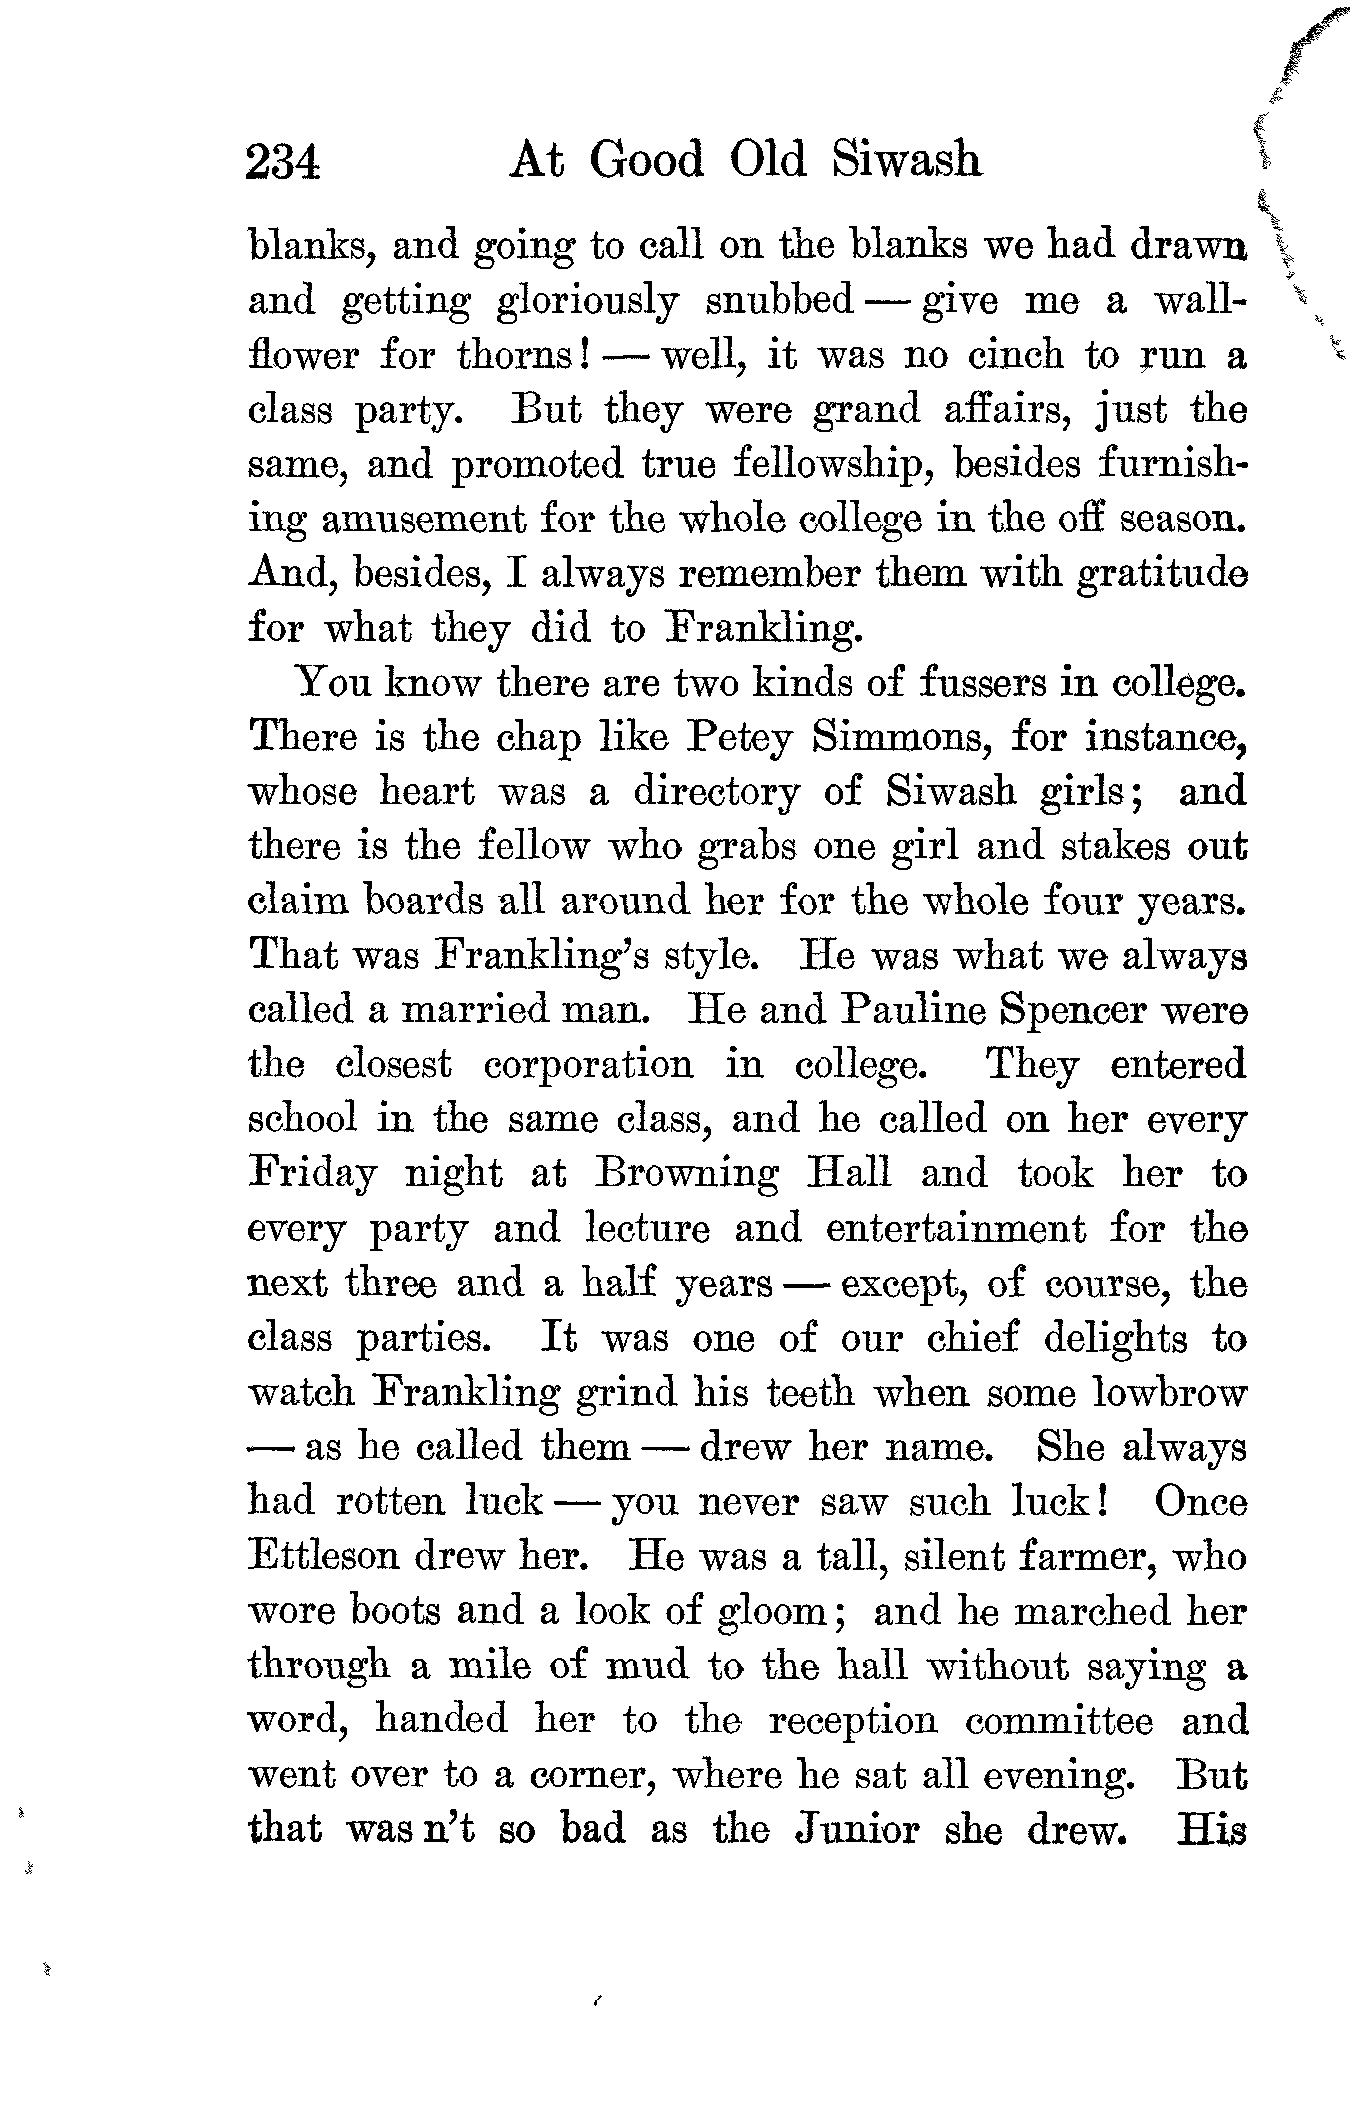 234 At Good Old Siwash
blanks, and going to call on the blanks we had drawn
and getting gloriously snubbed — give me a wall-
flower for thorns! — well, it was no cinch to run a
class party. But they were grand affairs, just the
same, and promoted true fellowship, besides furnish-
ing amusement for the whole college in the off season.
And, besides, I always remember them with gratitude
for what they did to Frankling.
You know there are two kinds of fussers in college.
There is the chap like Petey Simmons, for instance,
whose heart was a directory of Siwash girls; and
there is the fellow who grabs one girl and stakes out
claim boards all around her for the whole four years.
That was Frankling's style. He was what we always
called a married man. He and Pauline Spencer were
the closest corporation in college. They entered
school in the same class, and he called on her every
Friday night at Browning Hall and took her to
every party and lecture and entertainment for the
next three and a half years — except, of course, the
class parties. It was one of our chief delights to
watch Frankling grind his teeth when some lowbrow
— as he called them — drew her name. She always
had rotten luck — you never saw such luck! Once
Ettleson drew her. He was a tall, silent farmer, who
wore boots and a look of gloom; and he marched her
through a mile of mud to the hall without saying a
word, handed her to the reception committee and
went over to a corner, where he sat all evening. But
that was n't so bad as the Junior she drew. His